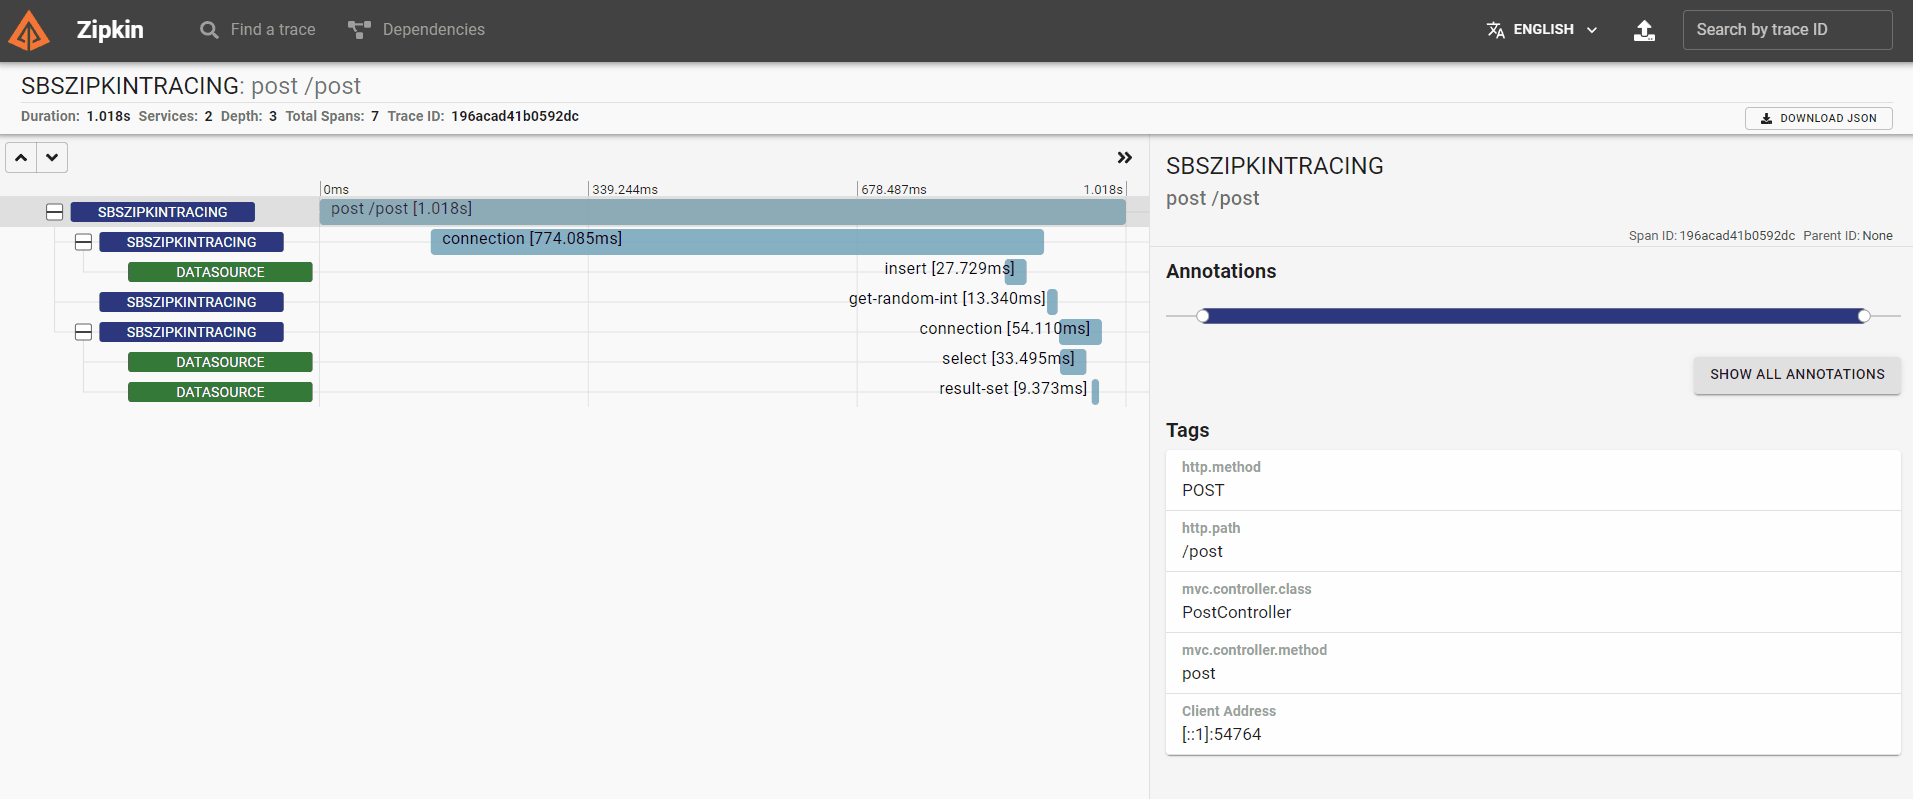 Zipkin
Find a trace
Dependencies
ENGLISH
Search by trace ID
SBSZIPKINTRACING: post /post
Duration: 1.018s Services: 2 Depth: 3 Total Spans: 7 Trace ID: 196acad41b0592dc
DOWNLOAD JSON
0ms 339.244ms 678.487ms 1.018s
SBSZIPKINTRACING post /post [1.018s]
SBSZIPKINTRACING connection [774.085ms]
DATASOURCE insert [27.729ms]
SBSZIPKINTRACING get-random-int [13.340ms]
SBSZIPKINTRACING connection [54.110ms]
DATASOURCE select [33.495ms]
DATASOURCE result-set [9.373ms]
SBSZIPKINTRACING
post /post
Span ID: 196acad41b0592dc Parent ID: None
Annotations
SHOW ALL ANNOTATIONS
Tags
http.method
POST
http.path
/post
mvc.controller.class
PostController
mvc.controller.method
post
Client Address
[::1]:54764